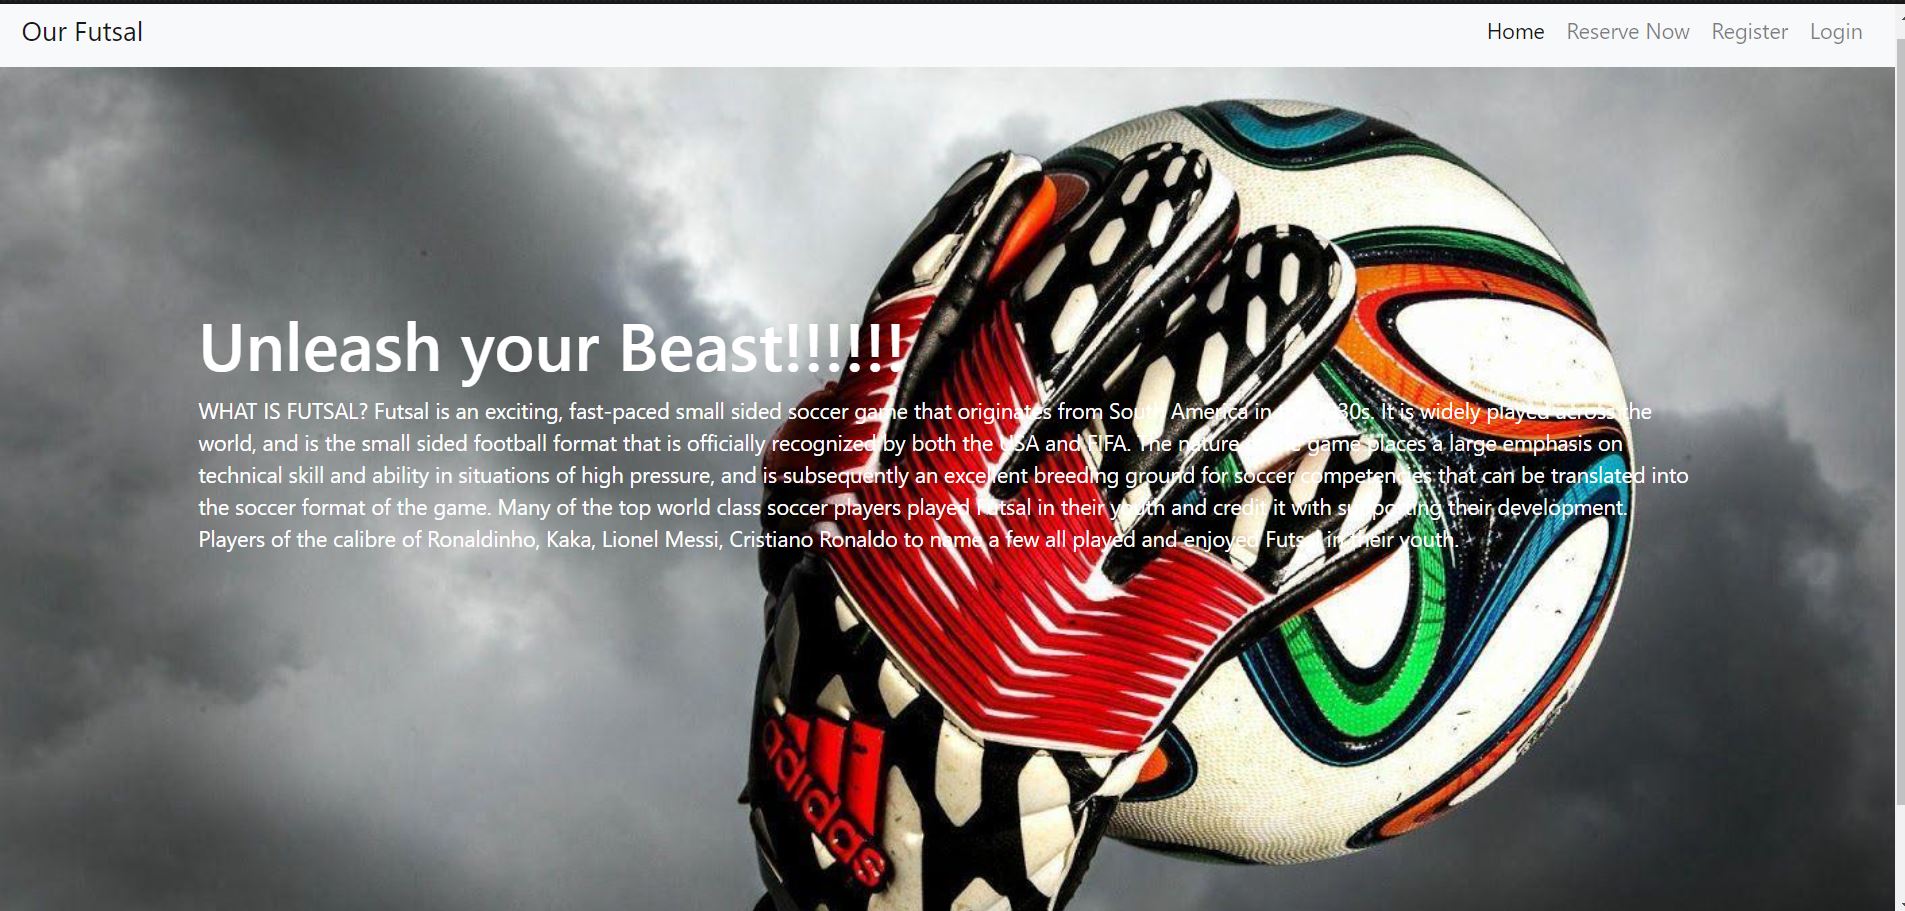 Our Futsal
Home Reserve Now Register Login
Unleash your Beast!!!!!!
WHAT IS FUTSAL? Futsal is an exciting, fast-paced small sided soccer game that originates from South America in 30s. It is widely played across the
world, and is the small sided football format that is officially recognized by both the USA and FIFA. The nature game places a large emphasis on
technical skill and ability in situations of high pressure, and is subsequently an excellent breeding ground for soccer competencies that can be translated into
the soccer format of the game. Many of the top world class soccer players played Futsal in their youth and credit it with supporting their development.
Players of the calibre of Ronaldinho, Kaka, Lionel Messi, Cristiano Ronaldo to name a few all played and enjoyed Futsal in their youth.
adidas